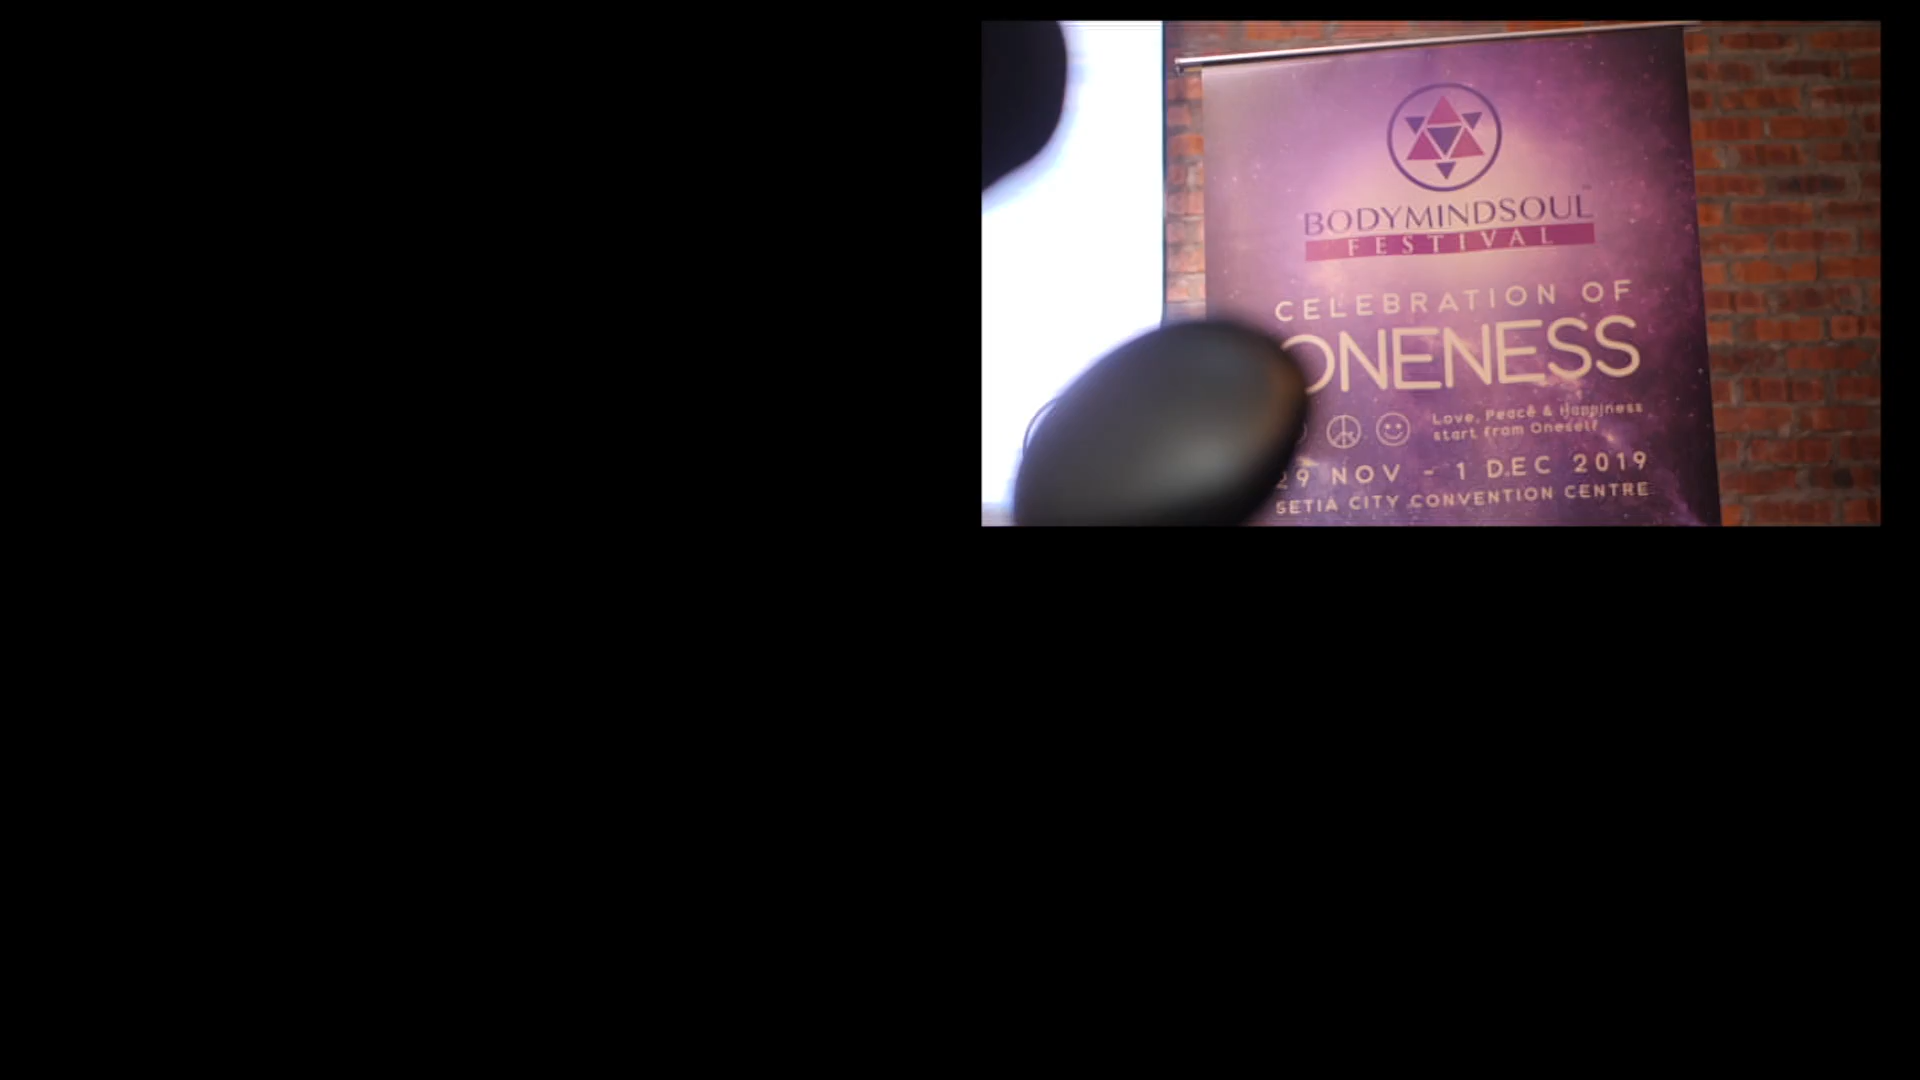 BODYMINDSOUL
FESTIVAL
CELEBRATION OF
ONENESS
Love, Peace & Happiness
start from Oneself
29 NOV - 1 DEC 2019
SETIA CITY CONVENTION CENTRE